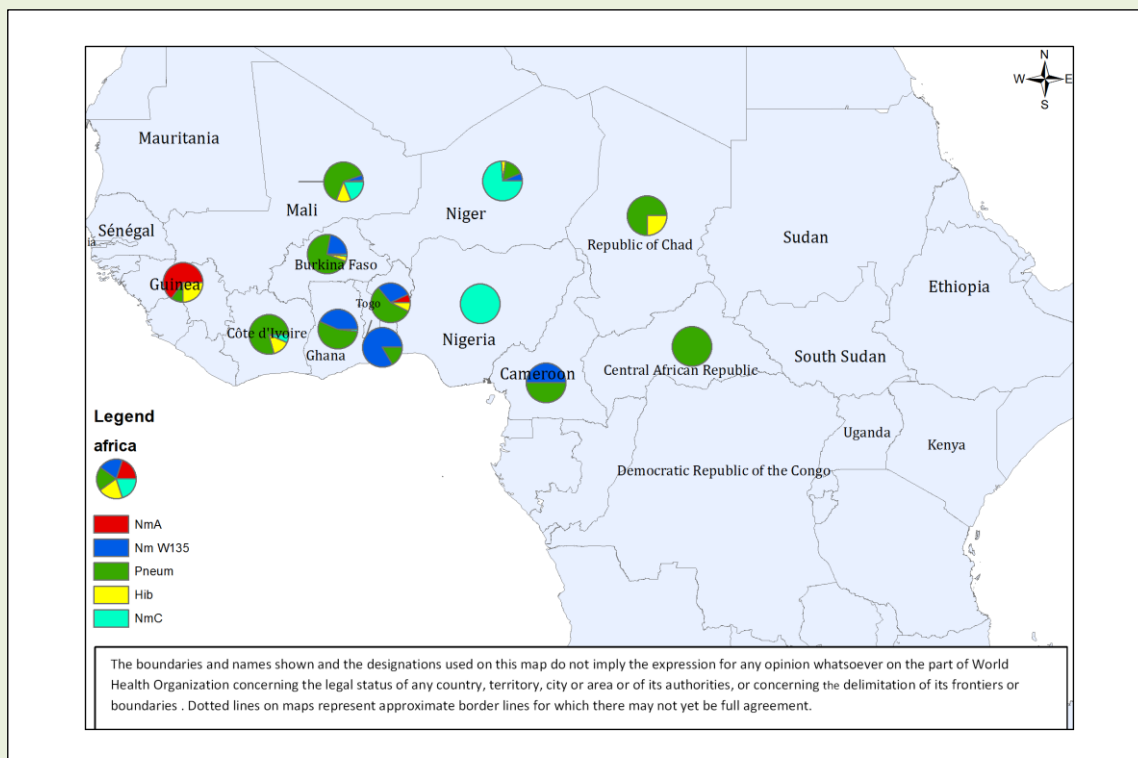 N
W E
S
Mauritania
Mali
Niger
Sénégal
ia
Republic of Chad
Sudan
Burkina Faso
Guinea
Ethiopia
Togo
Côte d'Ivoire
Ghana
Nigeria
South Sudan
Cameroon
Central African Republic
Uganda
Kenya
Democratic Republic of the Congo
Legend
africa
NmA
Nm W135
Pneum
Hib
NmC
The boundaries and names shown and the designations used on this map do not imply the expression for any opinion whatsoever on the part of World
Health Organization concerning the legal status of any country, territory, city or area or of its authorities, or concerning the delimitation of its frontiers or
boundaries . Dotted lines on maps represent approximate border lines for which there may not yet be full agreement.